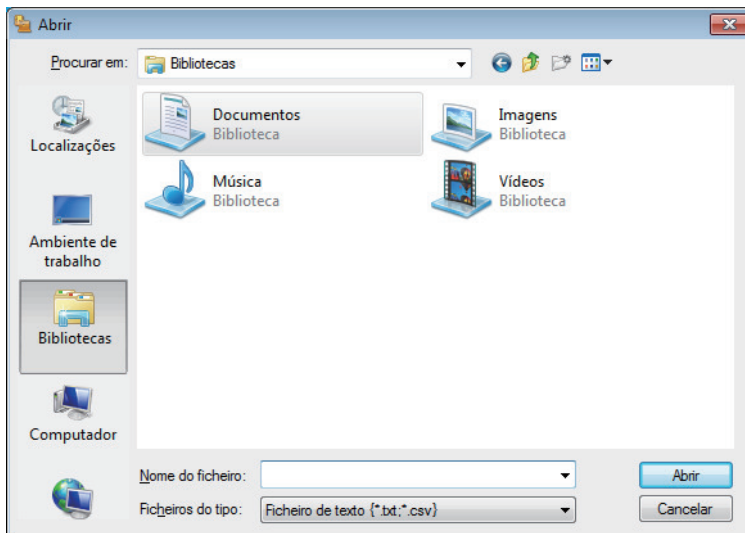 Abrir
Procurar em: Bibliotecas
Localizações
Ambiente de
trabalho
Bibliotecas
Computador
Documentos
Biblioteca
Imagens
Biblioteca
Música
Biblioteca
Vídeos
Biblioteca
Nome do ficheiro:
Abrir
Ficheiros do tipo: Ficheiro de texto {*.txt;*.csv}
Cancelar